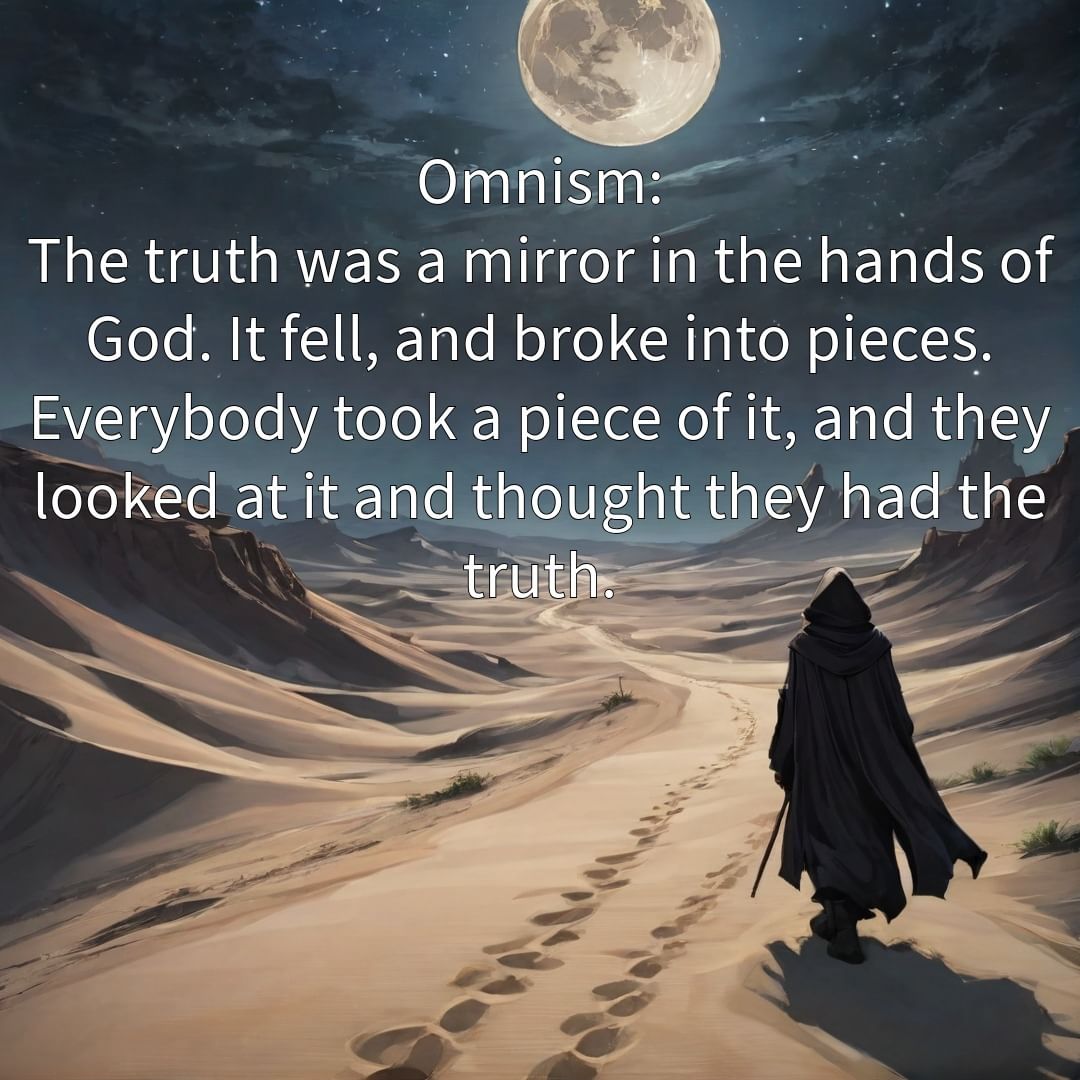 Omnism:
The truth was a mirror in the hands of
God. It fell, and broke into pieces.
Everybody took a piece of it, and they
looked at it and thought they had the
truth.